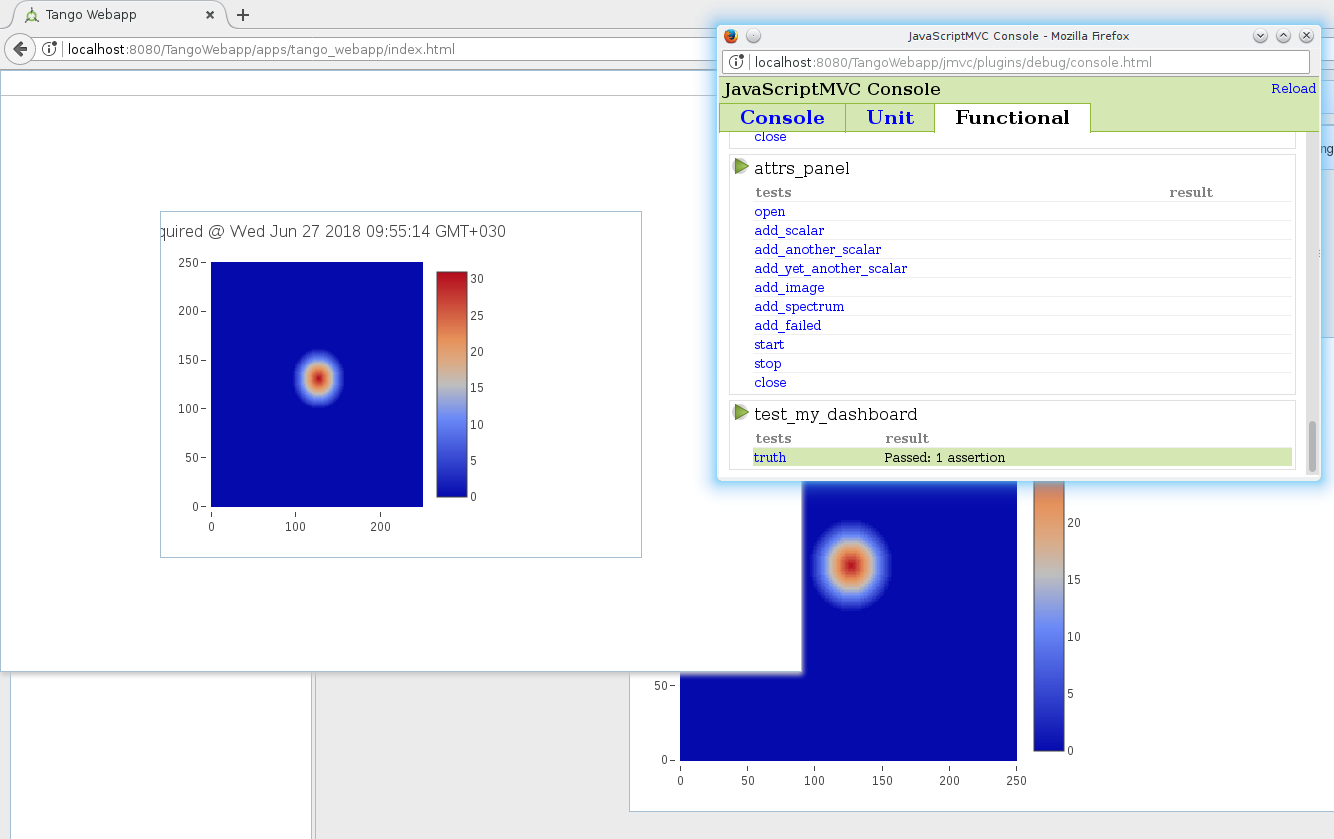 Tango Webapp
localhost:8080/TangoWebapp/apps/tango_webapp/index.html
JavaScriptMVC Console - Mozilla Firefox
localhost:8080/TangoWebapp/jmvc/plugins/debug/console.html
JavaScriptMVC Console
Reload
Console Unit Functional
close
attrs_panel
tests result
open
add_scalar
add_another_scalar
add_yet_another_scalar
add_image
add_spectrum
add_failed
start
stop
close
test_my_dashboard
tests result
truth Passed: 1 assertion
quired @ Wed Jun 27 2018 09:55:14 GMT+030
250
200
150
100
50
0
0 100 200
30
25
20
15
10
5
0
50
0
0 50 100 150 200 250
20
15
10
5
0